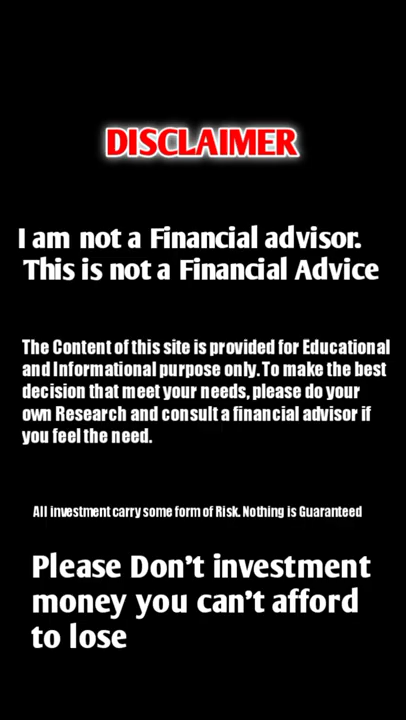 DISCLAIMER
I am not a Financial advisor.
This is not a Financial Advice
The Content of this site is provided for Educational
and Informational purpose only. To make the best
decision that meet your needs, please do your
own Research and consult a financial advisor if
you feel the need.
All investment carry some form of Risk. Nothing is Guaranteed
Please Don't investment
money you can't afford
to lose